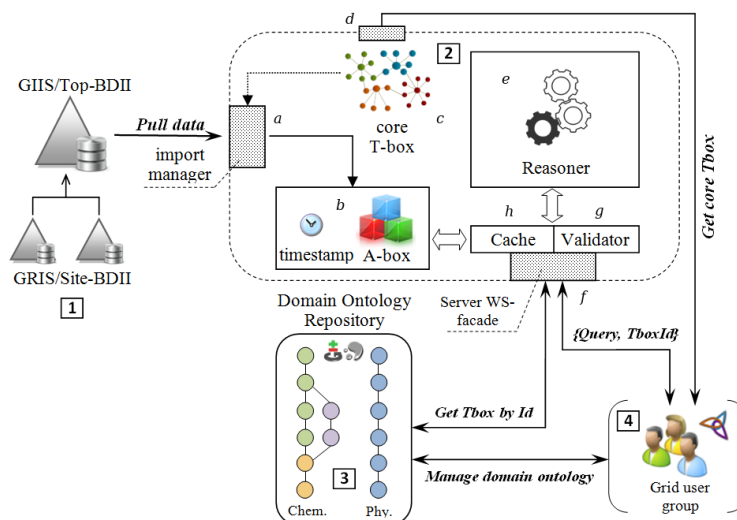 d
2
GIIS/Top-BDII
e
Pull data
a
c
core
T-box
import
manager
Reasoner
Get core Tbox
b
h
g
timestamp
A-box
Cache
Validator
GRIS/Site-BDII
1
Server WS-
facade
f
Domain Ontology
Repository
{Query, TboxId}
Get Tbox by Id
4
3
Manage domain ontology
Chem.
Phy.
Grid user
group